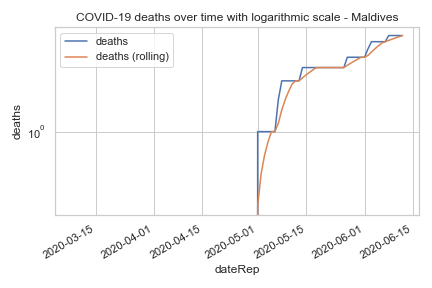 COVID-19 deaths over time with logarithmic scale - Maldives
deaths
deaths (rolling)
deaths
10⁰
2020-03-15
2020-04-01
2020-04-15
2020-05-01
2020-05-15
2020-06-01
2020-06-15
dateRep